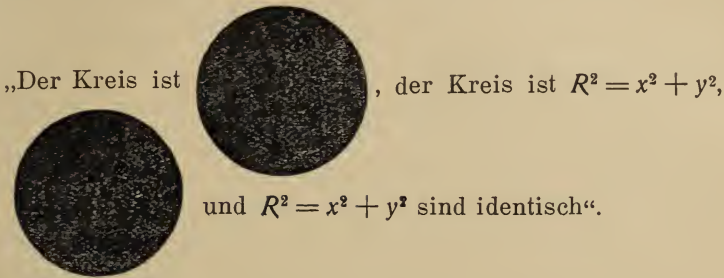 „Der Kreis ist , der Kreis ist R² = x² + y²,
und R² = x² + y² sind identisch“.